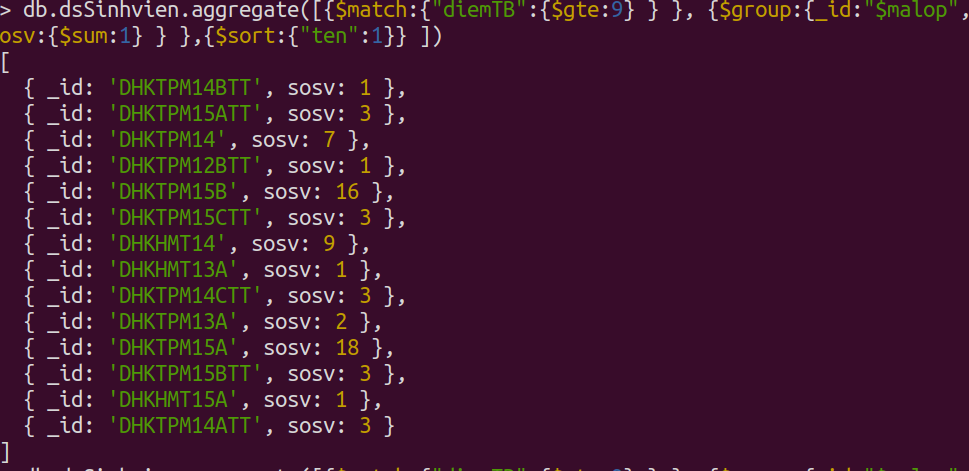 > db.dsSinhvien.aggregate([{$match:{"diemTB":{$gte:9} } }, {$group:{_id:"$malop",
osv:{$sum:1} } },{$sort:{"ten":1}} ])
[
  { _id: 'DHKTPM14BTT', sosv: 1 },
  { _id: 'DHKTPM15ATT', sosv: 3 },
  { _id: 'DHKTPM14', sosv: 7 },
  { _id: 'DHKTPM12BTT', sosv: 1 },
  { _id: 'DHKTPM15B', sosv: 16 },
  { _id: 'DHKTPM15CTT', sosv: 3 },
  { _id: 'DHKHMT14', sosv: 9 },
  { _id: 'DHKHMT13A', sosv: 1 },
  { _id: 'DHKTPM14CTT', sosv: 3 },
  { _id: 'DHKTPM13A', sosv: 2 },
  { _id: 'DHKTPM15A', sosv: 18 },
  { _id: 'DHKTPM15BTT', sosv: 3 },
  { _id: 'DHKHMT15A', sosv: 1 },
  { _id: 'DHKTPM14ATT', sosv: 3 }
]